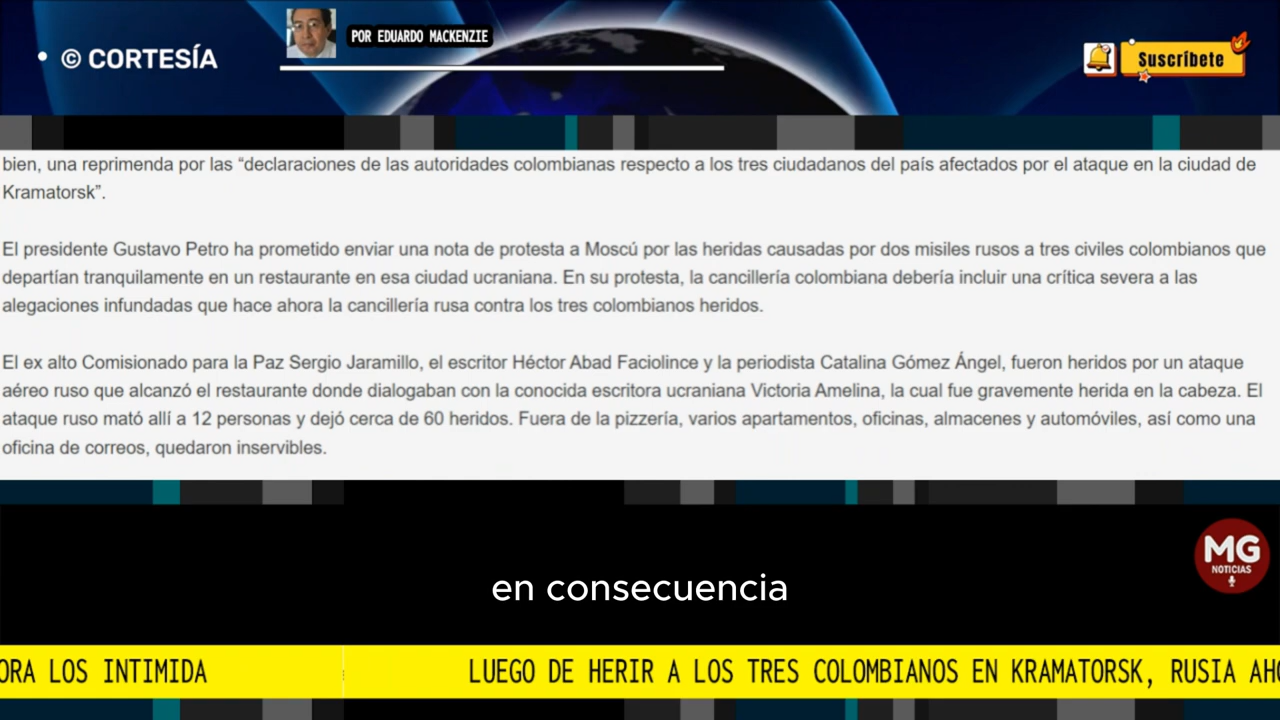 • © CORTESÍA
POR EDUARDO MACKENZIE
Suscríbete
bien, una reprimenda por las “declaraciones de las autoridades colombianas respecto a los tres ciudadanos del país afectados por el ataque en la ciudad de
Kramatorsk”.
El presidente Gustavo Petro ha prometido enviar una nota de protesta a Moscú por las heridas causadas por dos misiles rusos a tres civiles colombianos que
departían tranquilamente en un restaurante en esa ciudad ucraniana. En su protesta, la cancillería colombiana debería incluir una crítica severa a las
alegaciones infundadas que hace ahora la cancillería rusa contra los tres colombianos heridos.
El ex alto Comisionado para la Paz Sergio Jaramillo, el escritor Héctor Abad Faciolince y la periodista Catalina Gómez Ángel, fueron heridos por un ataque
aéreo ruso que alcanzó el restaurante donde dialogaban con la conocida escritora ucraniana Victoria Amelina, la cual fue gravemente herida en la cabeza. El
ataque ruso mató allí a 12 personas y dejó cerca de 60 heridos. Fuera de la pizzería, varios apartamentos, oficinas, almacenes y automóviles, así como una
oficina de correos, quedaron inservibles.
MG
NOTICIAS
en consecuencia
ORA LOS INTIMIDA
LUEGO DE HERIR A LOS TRES COLOMBIANOS EN KRAMATORSK, RUSIA AHO